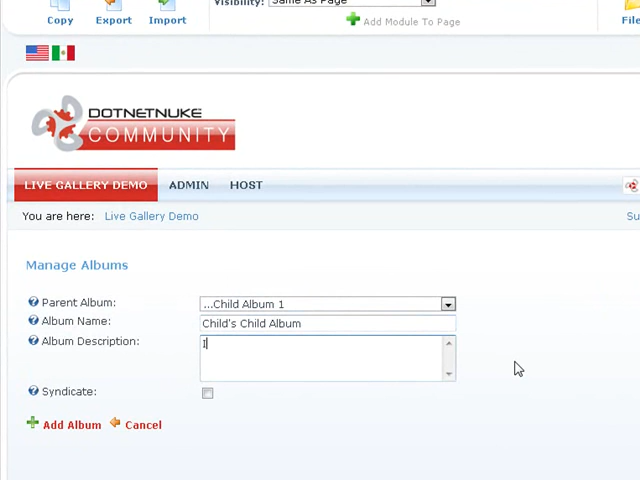 Visibility: Same As Page
Copy Export Import
Add Module To Page
File
DOTNETNUKE
COMMUNITY
LIVE GALLERY DEMO ADMIN HOST
You are here: Live Gallery Demo
Su
Manage Albums
Parent Album: ...Child Album 1
Album Name: Child's Child Album
Album Description: I
Syndicate:
Add Album Cancel